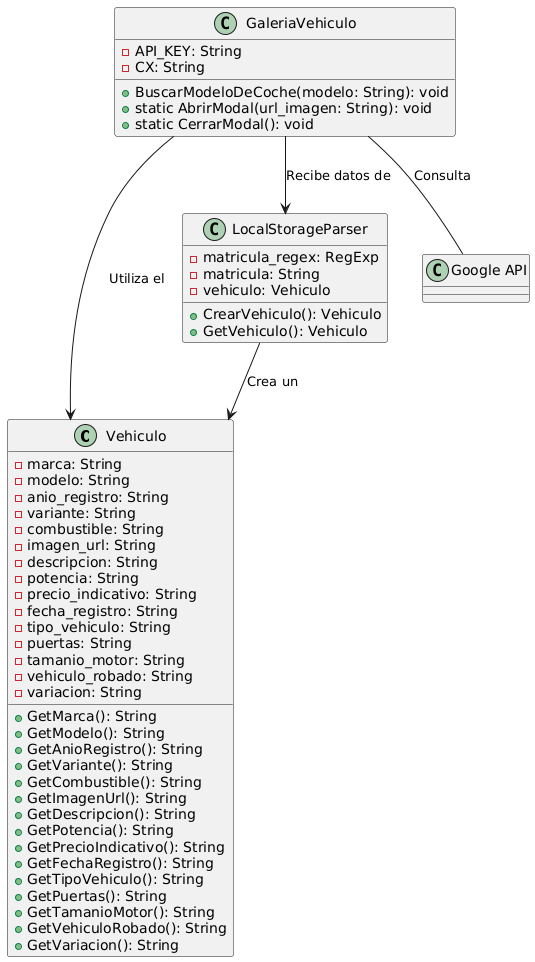 C GaleriaVehiculo
API_KEY: String
CX: String
BuscarModeloDeCoche(modelo: String): void
static AbrirModal(url_imagen: String): void
static CerrarModal(): void
Utiliza el
Recibe datos de
Consulta
C LocalStorageParser
matricula_regex: RegExp
matricula: String
vehiculo: Vehiculo
CrearVehiculo(): Vehiculo
GetVehiculo(): Vehiculo
C Google API
Crea un
C Vehiculo
marca: String
modelo: String
anio_registro: String
variante: String
combustible: String
imagen_url: String
descripcion: String
potencia: String
precio_indicativo: String
fecha_registro: String
tipo_vehiculo: String
puertas: String
tamanio_motor: String
vehiculo_robado: String
variacion: String
GetMarca(): String
GetModelo(): String
GetAnioRegistro(): String
GetVariante(): String
GetCombustible(): String
GetImagenUrl(): String
GetDescripcion(): String
GetPotencia(): String
GetPrecioIndicativo(): String
GetFechaRegistro(): String
GetTipoVehiculo(): String
GetPuertas(): String
GetTamanioMotor(): String
GetVehiculoRobado(): String
GetVariacion(): String